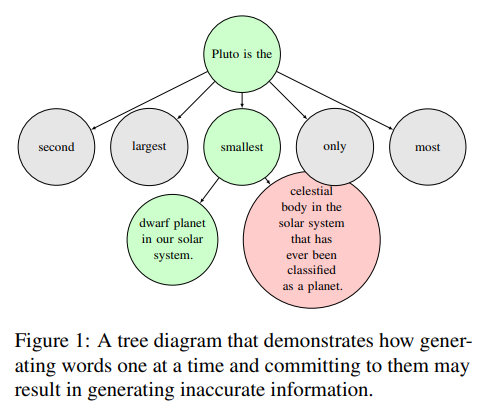 Pluto is the
second
largest
smallest
only
most
dwarf planet
in our solar
system.
celestial
body in the
solar system
that has
ever been
classified
as a planet.
Figure 1: A tree diagram that demonstrates how gener-
ating words one at a time and committing to them may
result in generating inaccurate information.